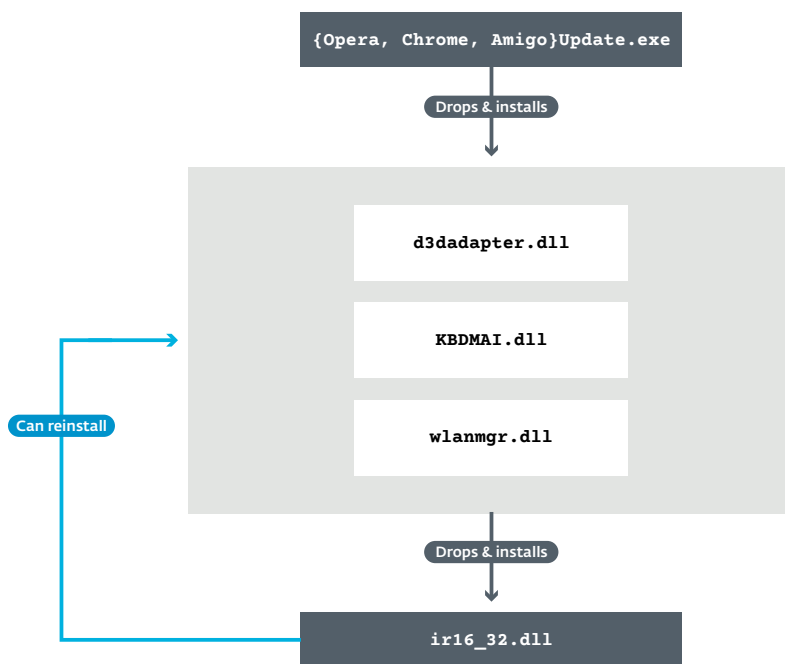 {Opera, Chrome, Amigo}Update.exe
Drops & installs
d3dadapter.dll
KBDMAI.dll
Can reinstall
wlanmgr.dll
Drops & installs
ir16_32.dll